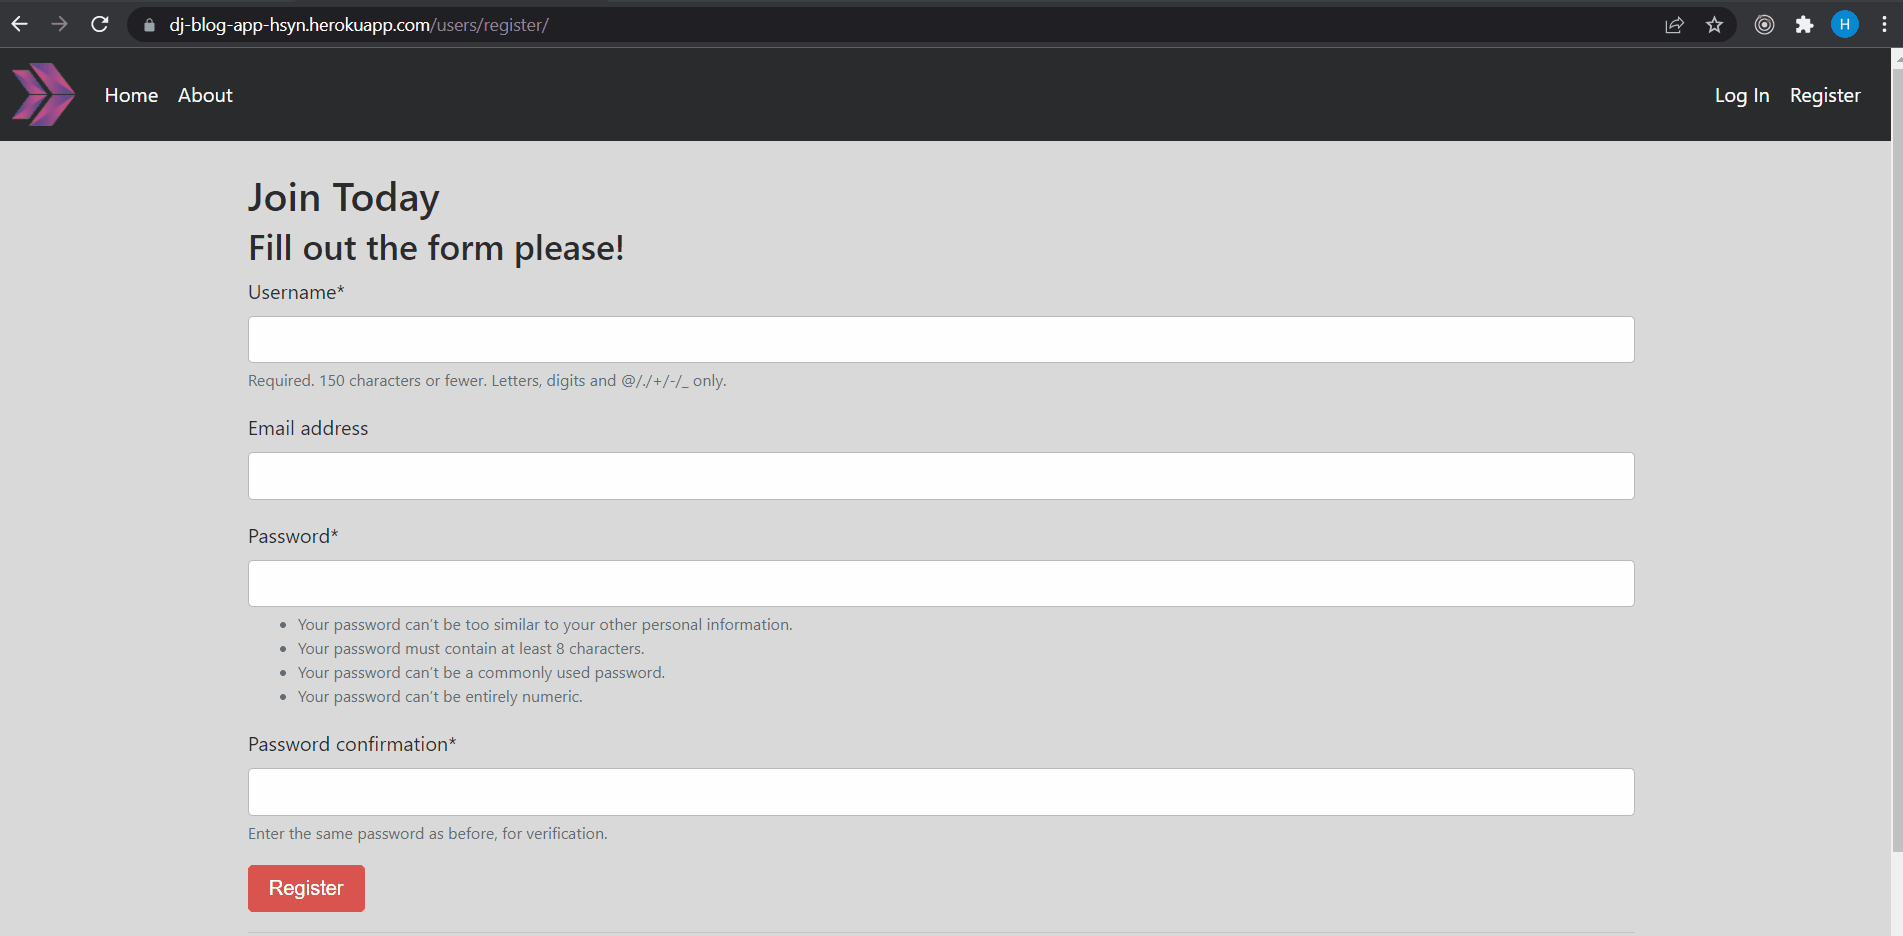 dj-blog-app-hsyn.herokuapp.com/users/register/
H
Home About Log In Register
Join Today
Fill out the form please!
Username*
Required. 150 characters or fewer. Letters, digits and @/./+/-/_ only.
Email address
Password*
Your password can’t be too similar to your other personal information.
Your password must contain at least 8 characters.
Your password can’t be a commonly used password.
Your password can’t be entirely numeric.
Password confirmation*
Enter the same password as before, for verification.
Register